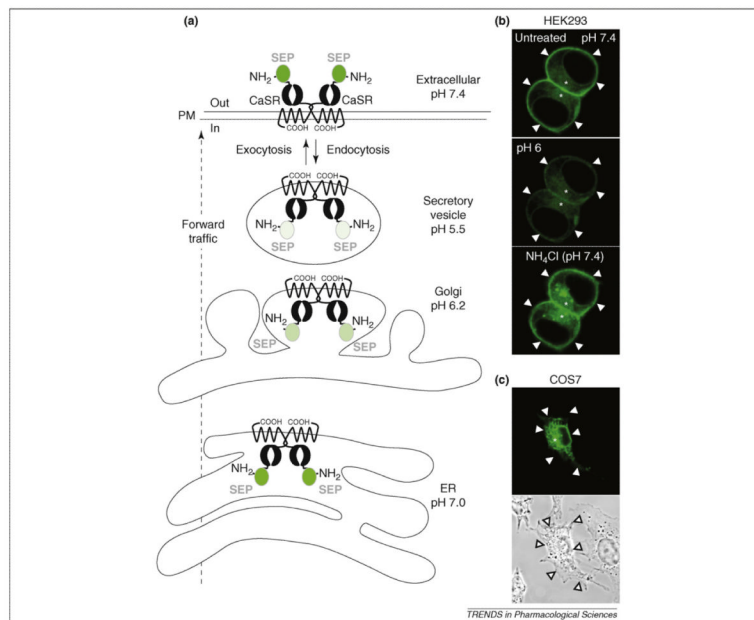 (a)
SEP SEP
NH2 NH2
CaSR CaSR
Extracellular
pH 7.4
Out
PM
In
COOH COOH
Exocytosis Endocytosis
COOH COOH
NH2 NH2
SEP SEP
Secretory
vesicle
pH 5.5
Forward
traffic
COOH COOH
NH2 NH2
SEP SEP
Golgi
pH 6.2
COOH COOH
NH2 NH2
SEP SEP
ER
pH 7.0
(b)
HEK293
Untreated pH 7.4
pH 6
NH4Cl (pH 7.4)
(c)
COS7
TRENDS in Pharmacological Sciences